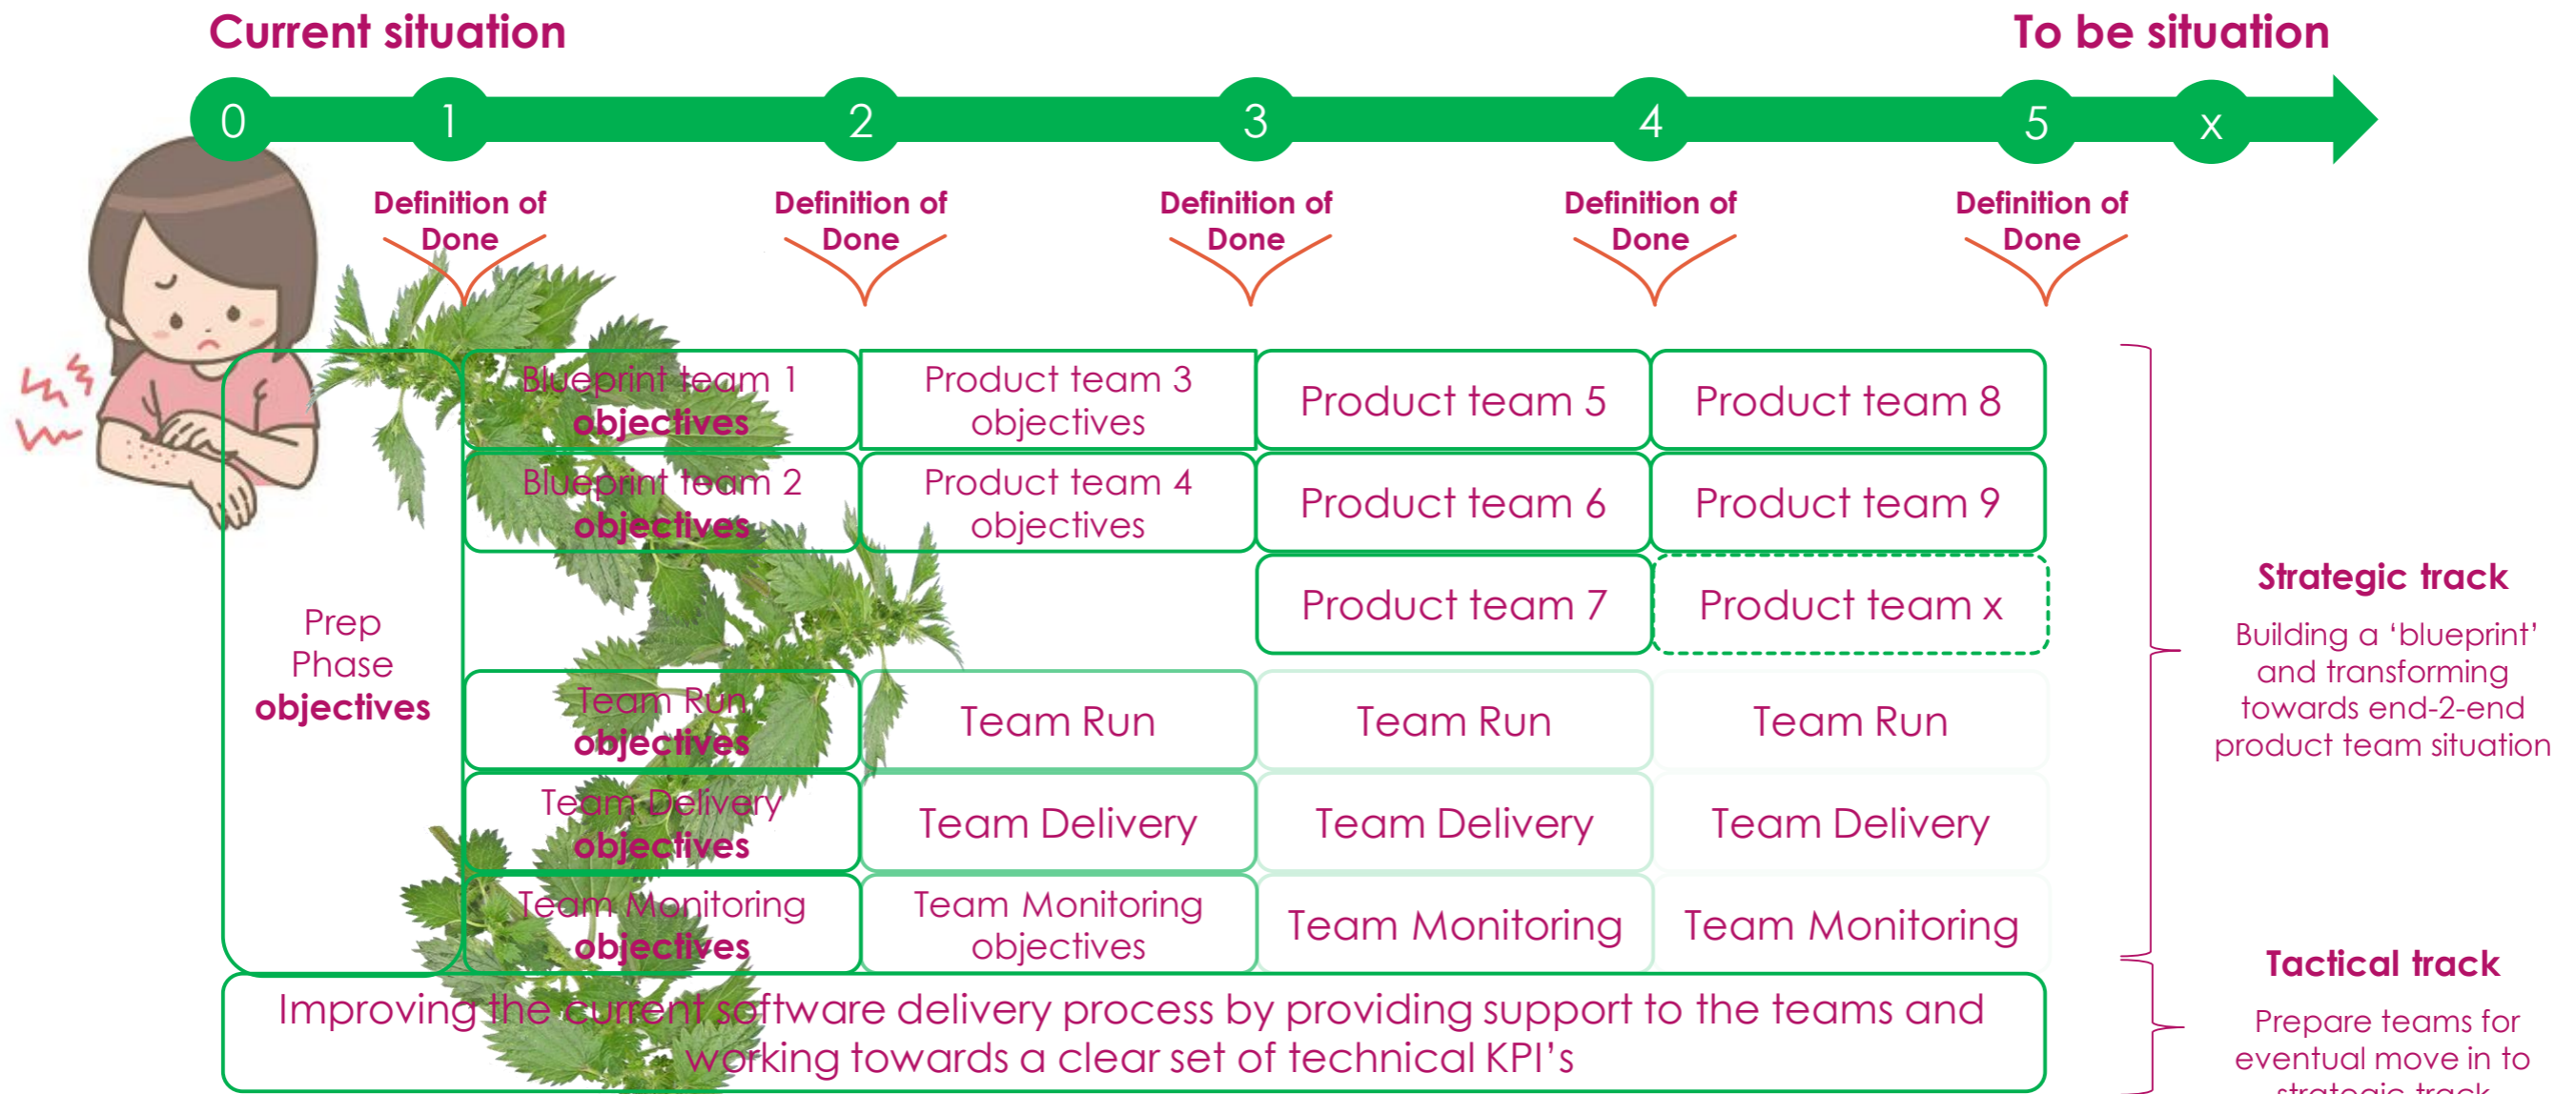 Current situation
To be situation
0
1
2
3
4
5
x
Definition of
Done
Definition of
Done
Definition of
Done
Definition of
Done
Definition of
Done
Prep
Phase
objectives
Blueprint team 1
objectives
Product team 3
objectives
Product team 5
Product team 8
Blueprint team 2
objectives
Product team 4
objectives
Product team 6
Product team 9
Product team 7
Product team x
Team Run
objectives
Team Run
Team Run
Team Run
Team Delivery
objectives
Team Delivery
Team Delivery
Team Delivery
Team Monitoring
objectives
Team Monitoring
objectives
Team Monitoring
Team Monitoring
Improving the current software delivery process by providing support to the teams and
working towards a clear set of technical KPI’s
Strategic track
Building a ‘blueprint’
and transforming
towards end-2-end
product team situation
Tactical track
Prepare teams for
eventual move in to
strategic track